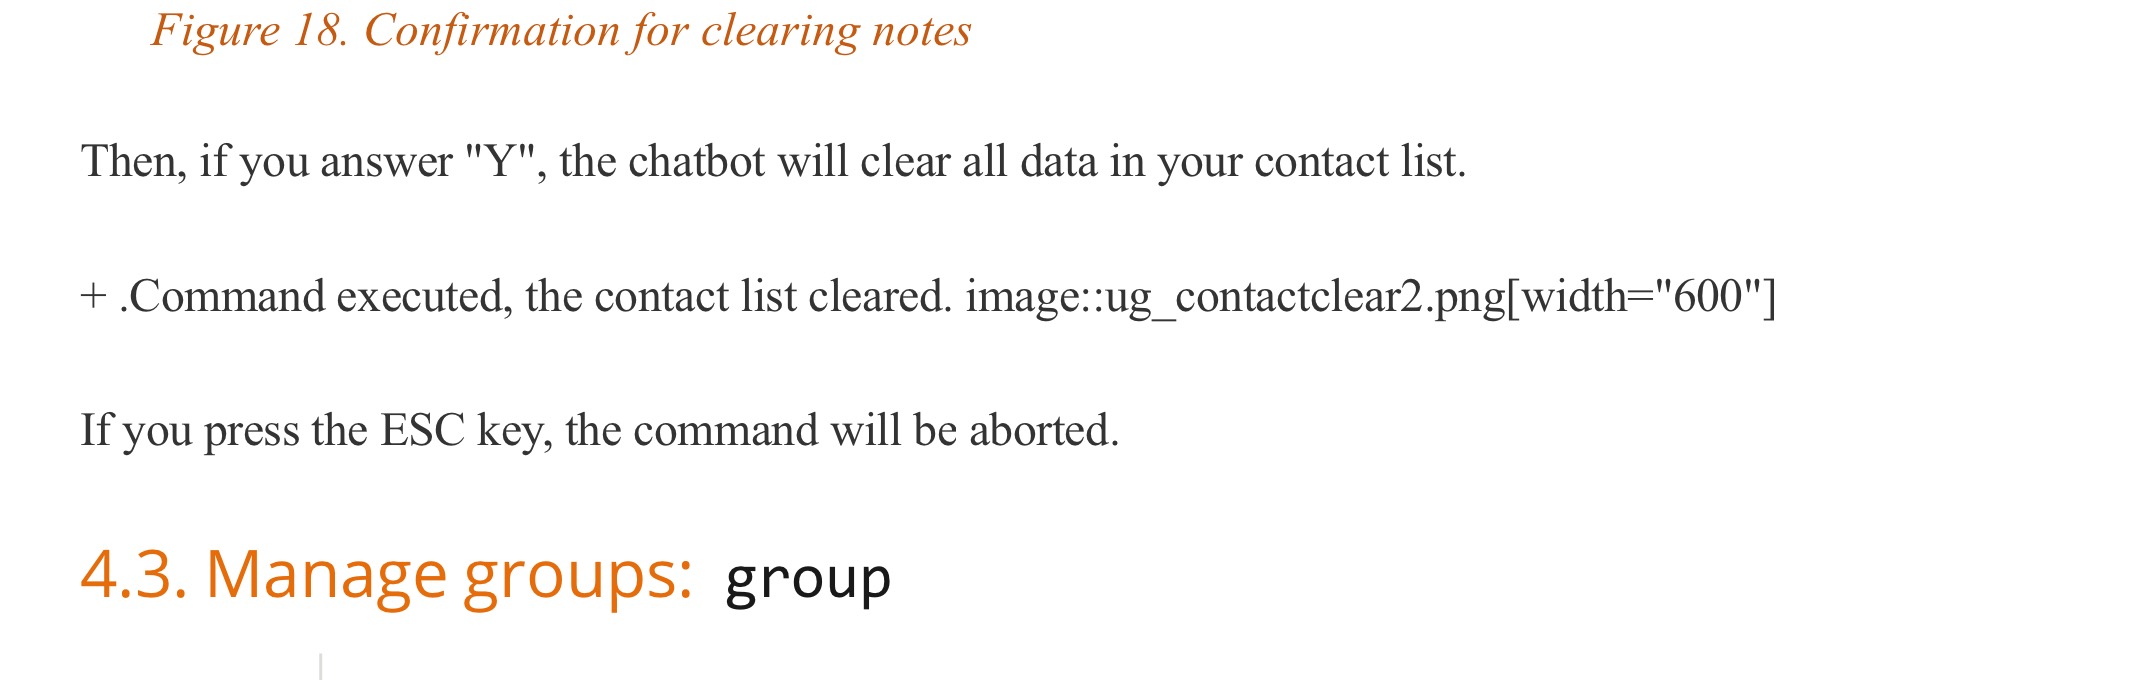 Figure 18. Confirmation for clearing notes
Then, if you answer "Y", the chatbot will clear all data in your contact list.
+ .Command executed, the contact list cleared. image::ug_contactclear2.png[width="600"]
If you press the ESC key, the command will be aborted.
4.3. Manage groups: group